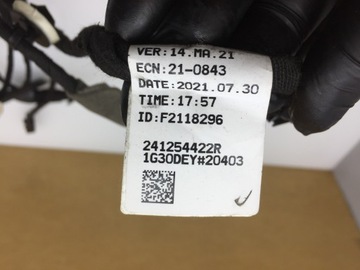 VER:14.MA.21
ECN:21-0843
DATE:2021.07.30
TIME:17:57
ID:F2118296
241254422R
1G30DEY#20403